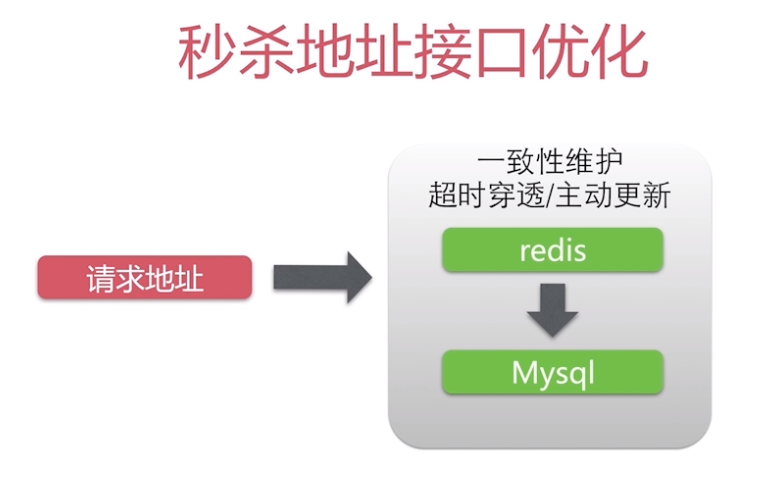 秒杀地址接口优化
一致性维护
超时穿透/主动更新
请求地址
redis
Mysql